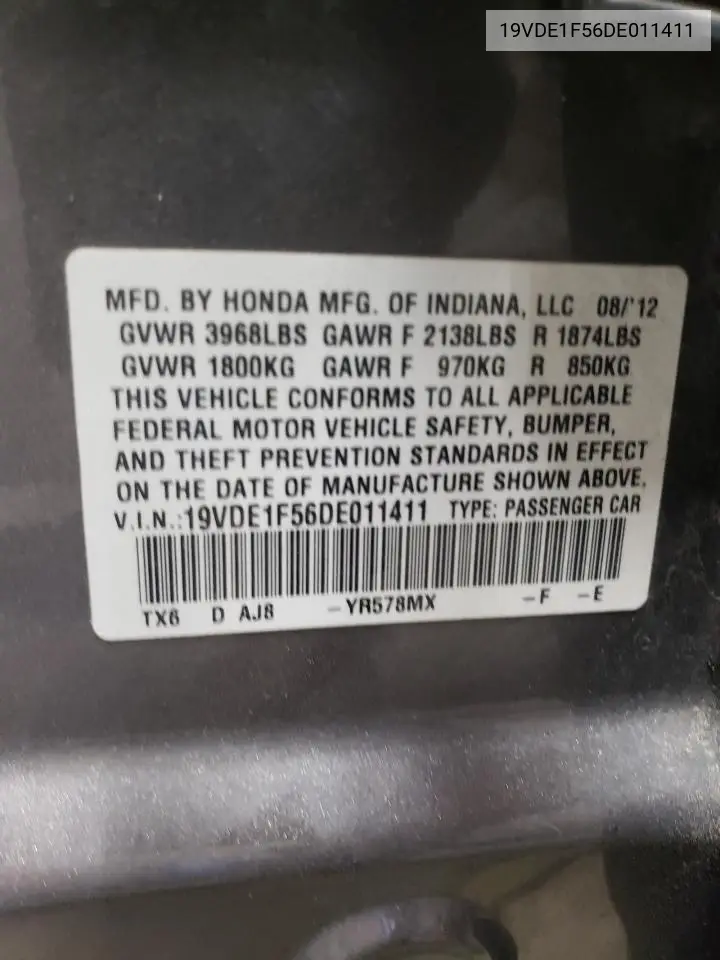 19VDE1F56DE011411
MFD. BY HONDA MFG. OF INDIANA, LLC 08/'12
GVWR 3968LBS GAWR F 2138LBS R 1874LBS
GVWR 1800KG GAWR F 970KG R 850KG
THIS VEHICLE CONFORMS TO ALL APPLICABLE
FEDERAL MOTOR VEHICLE SAFETY, BUMPER,
AND THEFT PREVENTION STANDARDS IN EFFECT
ON THE DATE OF MANUFACTURE SHOWN ABOVE.
V.I.N.:19VDE1F56DE011411 TYPE: PASSENGER CAR
TX6 D AJ8 -YR578MX -F -E